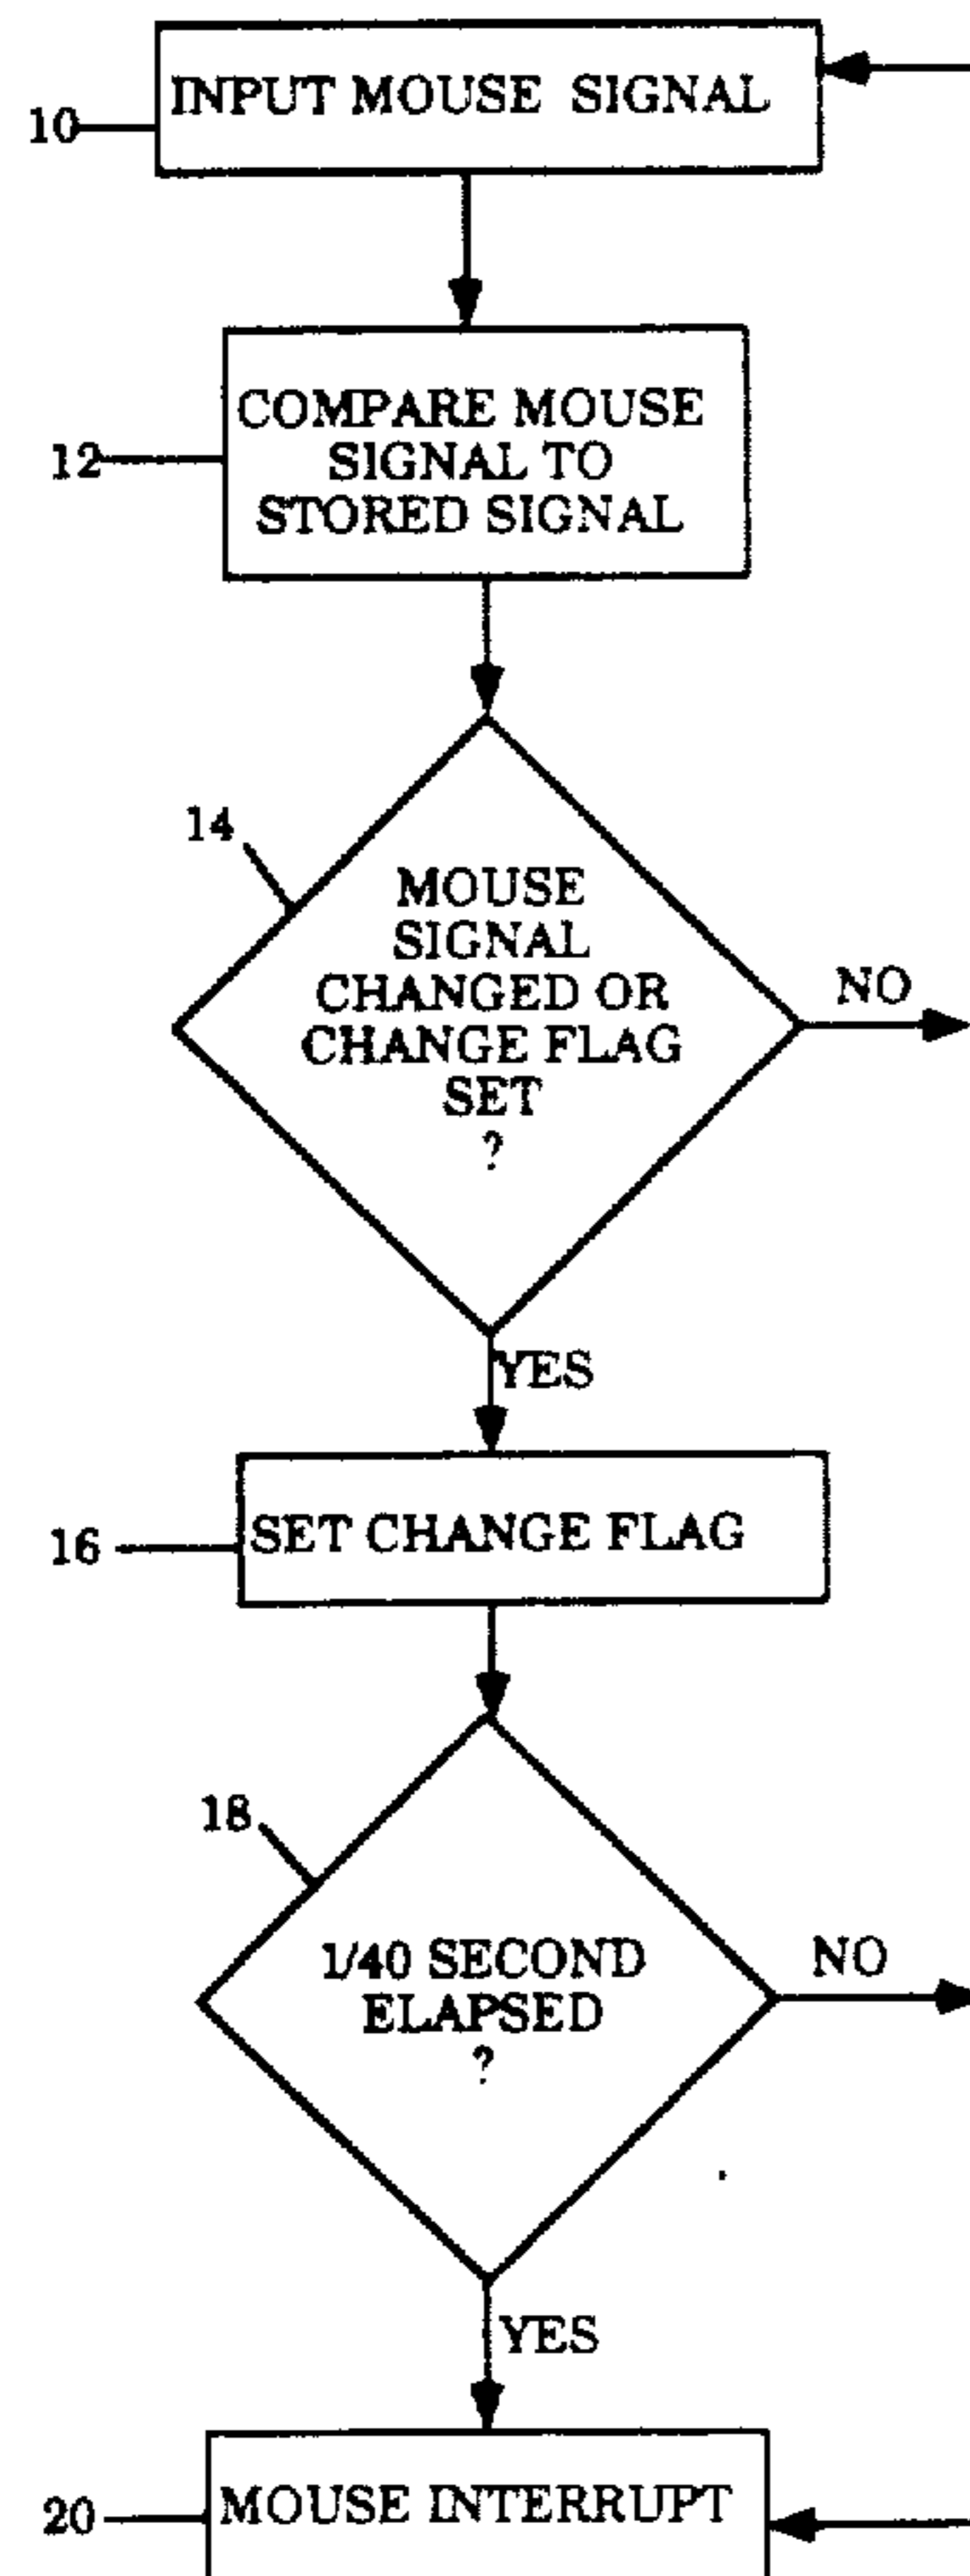 INPUT MOUSE SIGNAL
10
COMPARE MOUSE
SIGNAL TO
STORED SIGNAL
12
14
MOUSE
SIGNAL
CHANGED OR
CHANGE FLAG
SET
?
NO
YES
SET CHANGE FLAG
16
18
1/40 SECOND
ELAPSED
?
NO
YES
MOUSE INTERRUPT
20